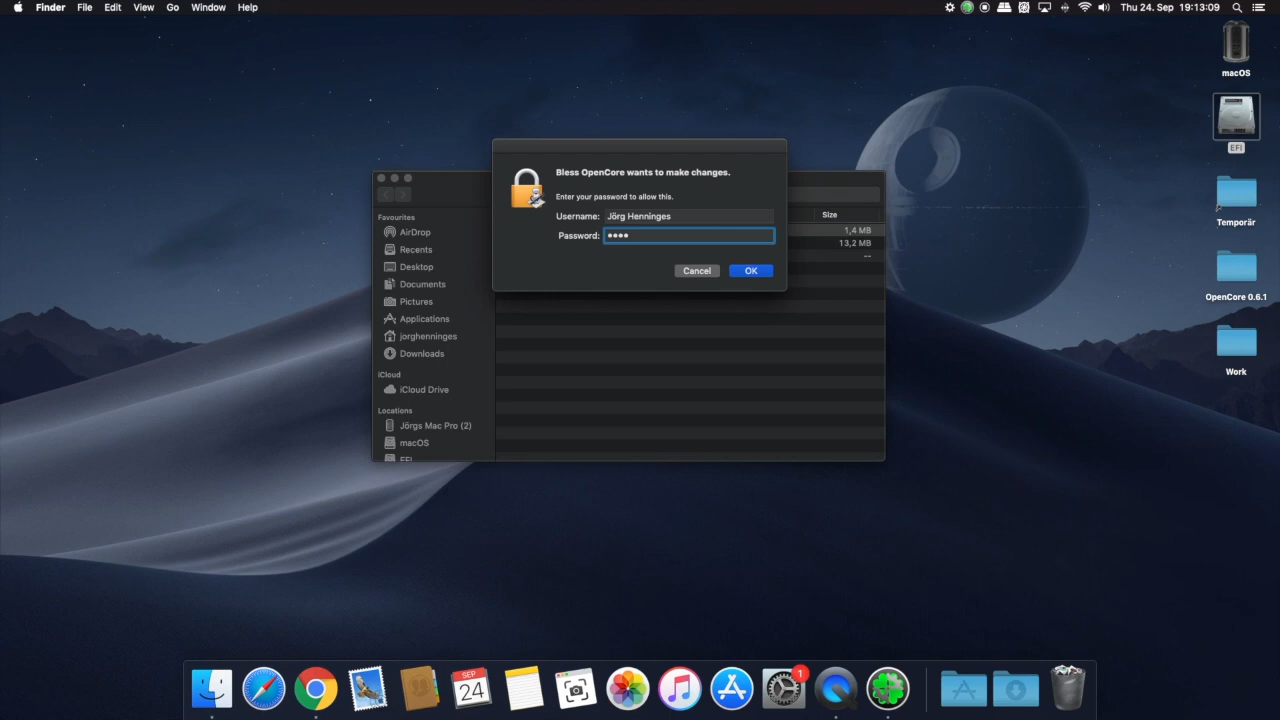 Finder File Edit View Go Window Help Thu 24. Sep 19:13:09
macOS
EFI
Temporär
OpenCore 0.6.1
Work
Bless OpenCore wants to make changes.
Enter your password to allow this.
Username: Jörg Henninges
Password: ••••
Cancel OK
Size
1,4 MB
13,2 MB
--
Favourites
AirDrop
Recents
Desktop
Documents
Pictures
Applications
jorghenninges
Downloads
iCloud
iCloud Drive
Locations
Jörgs Mac Pro (2)
macOS
EFI
SEP
24
1